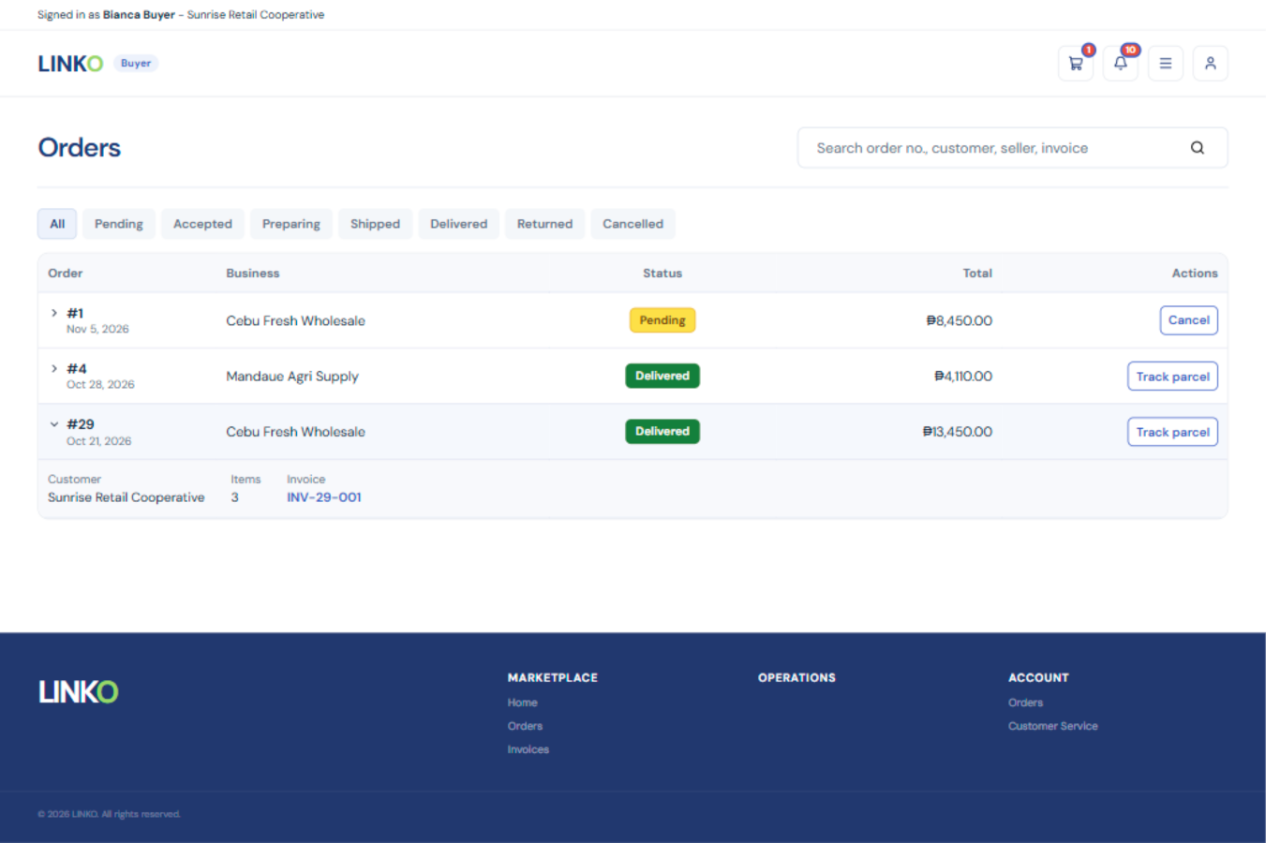 Signed in as Bianca Buyer - Sunrise Retail Cooperative
LINKO Buyer 1 10
Orders
Search order no., customer, seller, invoice
All Pending Accepted Preparing Shipped Delivered Returned Cancelled
Order Business Status Total Actions
#1
Nov 5, 2026
Cebu Fresh Wholesale Pending ₱8,450.00 Cancel
#4
Oct 28, 2026
Mandaue Agri Supply Delivered ₱4,110.00 Track parcel
#29
Oct 21, 2026
Cebu Fresh Wholesale Delivered ₱13,450.00 Track parcel
Customer Items Invoice
Sunrise Retail Cooperative 3 INV-29-001
LINKO
MARKETPLACE OPERATIONS ACCOUNT
Home Orders
Orders Customer Service
Invoices
© 2026 LINKO. All rights reserved.